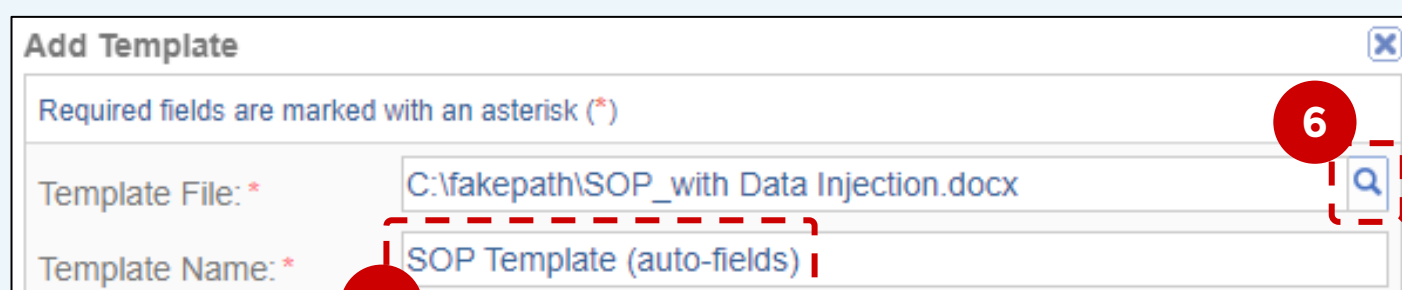 Add Template
Required fields are marked with an asterisk (*)
6
Template File: * C:\fakepath\SOP_with Data Injection.docx
Template Name: * SOP Template (auto-fields)